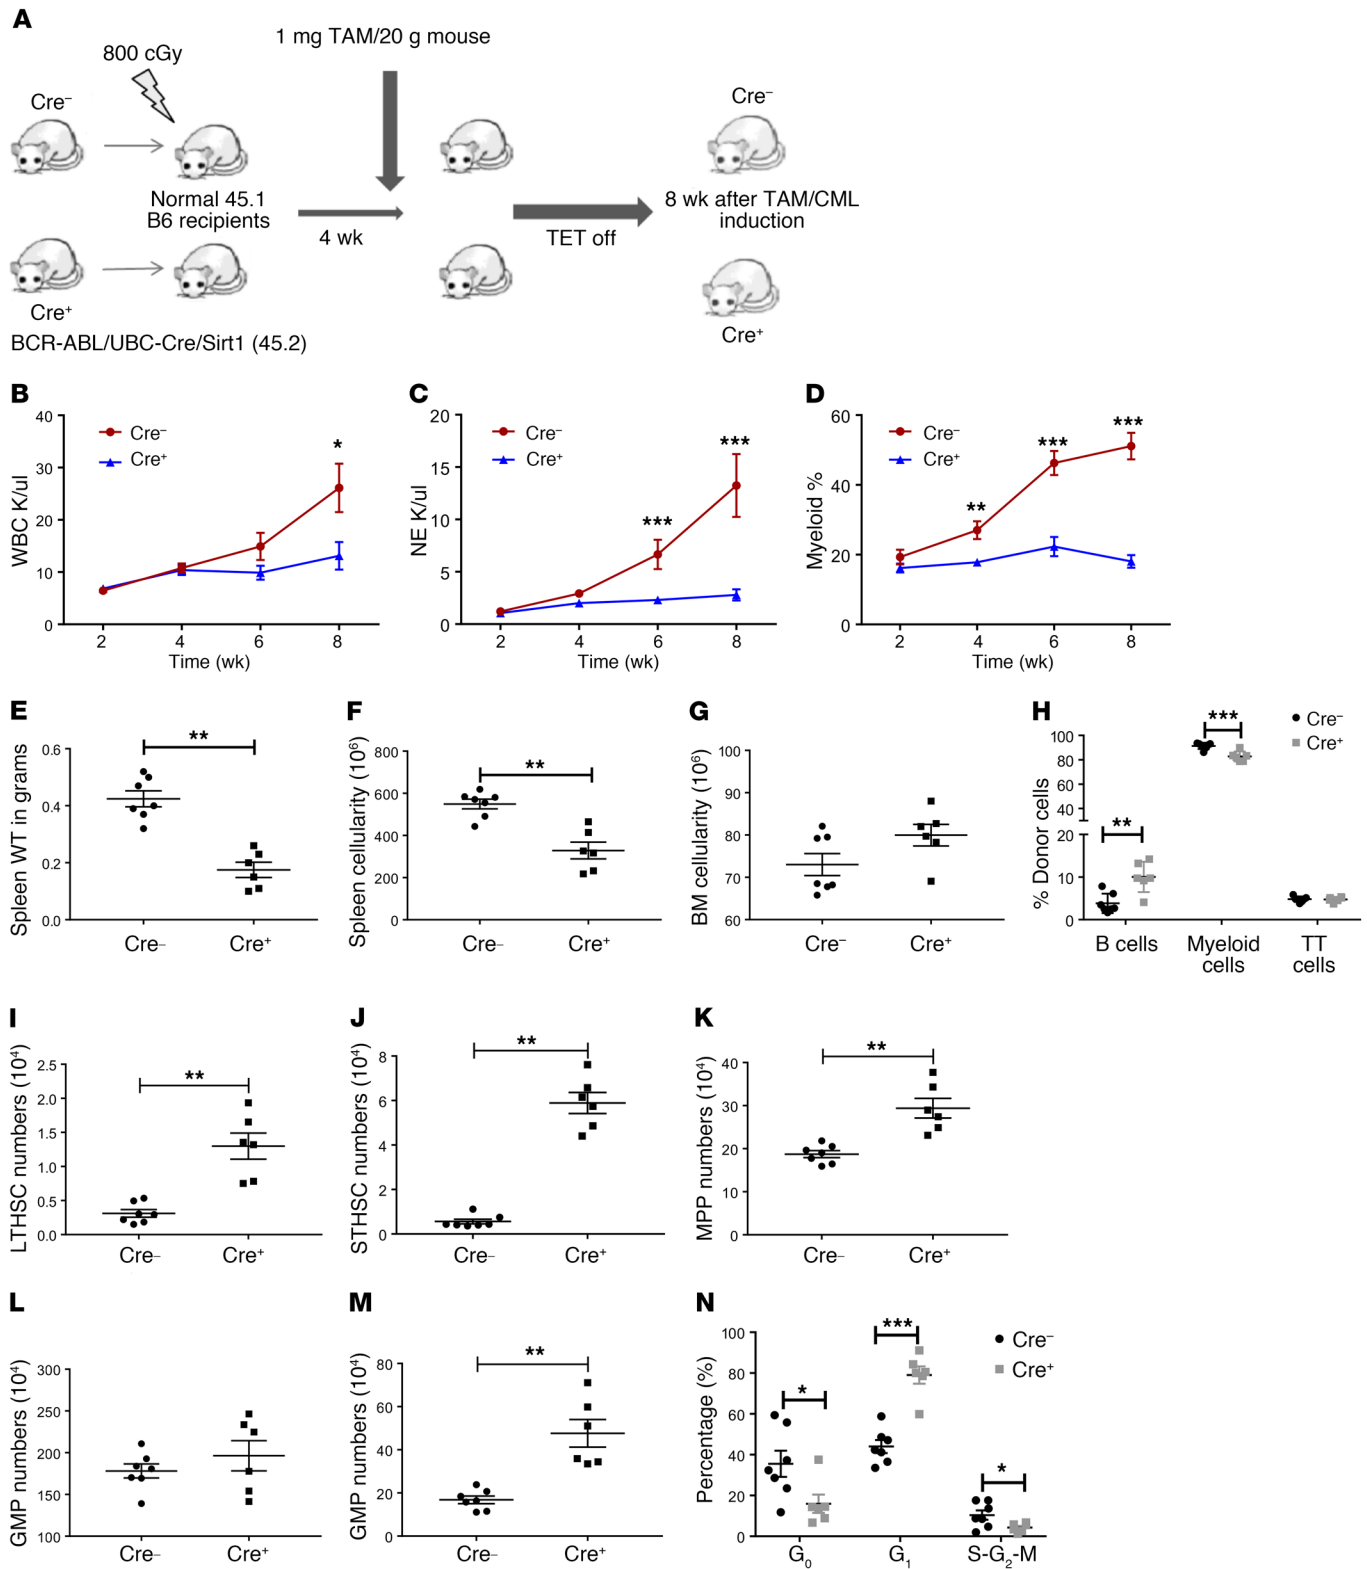 A
1 mg TAM/20 g mouse
800 cGy
Cre–
Cre–
Normal 45.1
B6 recipients
4 wk
TET off
8 wk after TAM/CML
induction
Cre+
Cre+
BCR-ABL/UBC-Cre/Sirt1 (45.2)
B
WBC K/ul
40
30
20
10
0
Cre–
Cre+
*
2 4 6 8
Time (wk)
C
NE K/ul
20
15
10
5
0
Cre–
Cre+
***
***
2 4 6 8
Time (wk)
D
Myeloid %
60
40
20
0
Cre–
Cre+
**
***
***
2 4 6 8
Time (wk)
E
Spleen WT in grams
0.6
0.4
0.2
0.0
**
Cre– Cre+
F
Spleen cellularity (10⁶)
800
600
400
200
0
**
Cre– Cre+
G
BM cellularity (10⁶)
100
90
80
70
60
Cre– Cre+
H
% Donor cells
100
80
60
40
20
10
0
**
***
Cre–
Cre+
B cells
Myeloid
cells
TT
cells
I
LTHSC numbers (10⁴)
2.5
2.0
1.5
1.0
0.5
0.0
**
Cre– Cre+
J
STHSC numbers (10⁴)
8
6
4
2
0
**
Cre– Cre+
K
MPP numbers (10⁴)
40
30
20
10
0
**
Cre– Cre+
L
GMP numbers (10⁴)
300
250
200
150
100
Cre– Cre+
M
GMP numbers (10⁴)
80
60
40
20
0
**
Cre– Cre+
N
Percentage (%)
100
80
60
40
20
0
*
***
*
Cre–
Cre+
G₀ G₁ S-G₂-M